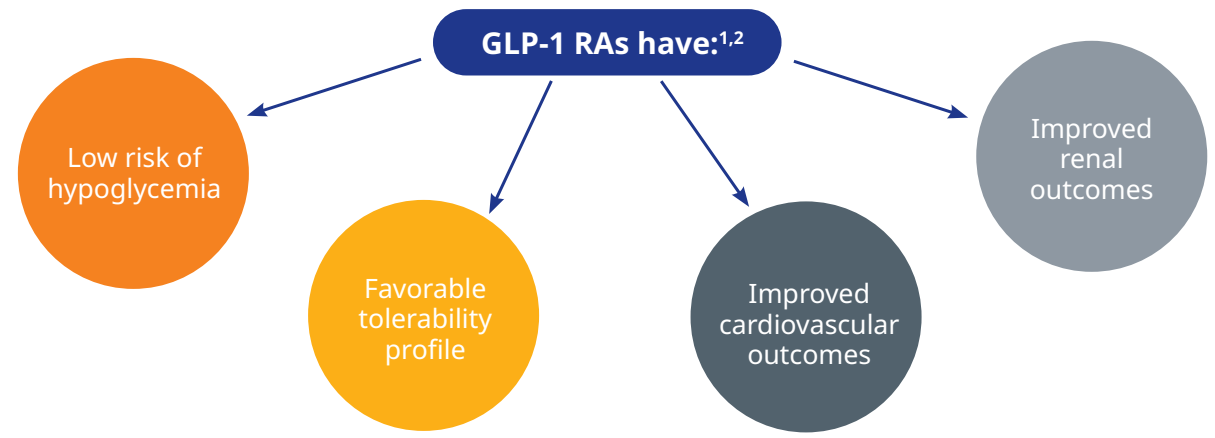 GLP-1 RAs have:1,2
Low risk of
hypoglycemia
Favorable
tolerability
profile
Improved
cardiovascular
outcomes
Improved
renal
outcomes